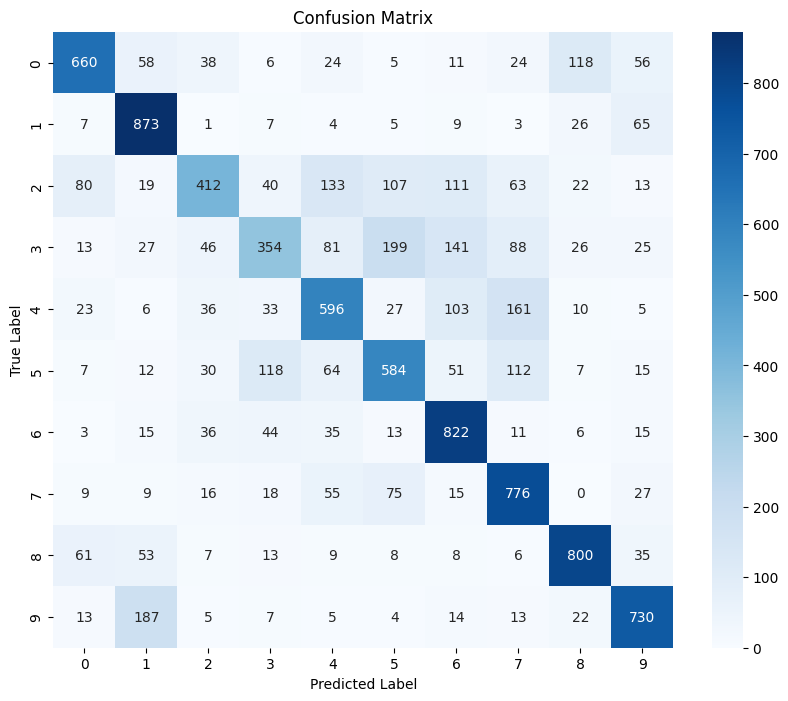 Confusion Matrix
0 660 58 38 6 24 5 11 24 118 56
1 7 873 1 7 4 5 9 3 26 65
2 80 19 412 40 133 107 111 63 22 13
3 13 27 46 354 81 199 141 88 26 25
4 23 6 36 33 596 27 103 161 10 5
5 7 12 30 118 64 584 51 112 7 15
6 3 15 36 44 35 13 822 11 6 15
7 9 9 16 18 55 75 15 776 0 27
8 61 53 7 13 9 8 8 6 800 35
9 13 187 5 7 5 4 14 13 22 730
0 1 2 3 4 5 6 7 8 9
Predicted Label
True Label
800
700
600
500
400
300
200
100
0